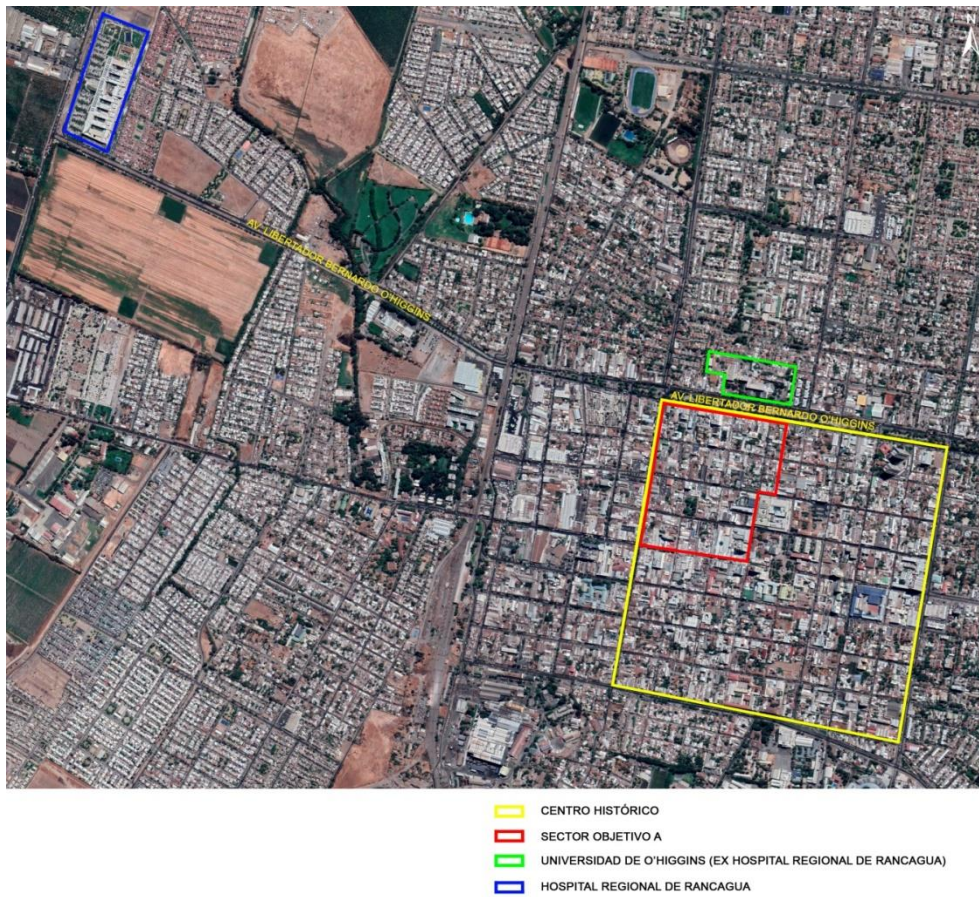 AV. LIBERTADOR BERNARDO O'HIGGINS
AV. LIBERTADOR BERNARDO O'HIGGINS
CENTRO HISTÓRICO
SECTOR OBJETIVO A
UNIVERSIDAD DE O'HIGGINS (EX HOSPITAL REGIONAL DE RANCAGUA)
HOSPITAL REGIONAL DE RANCAGUA